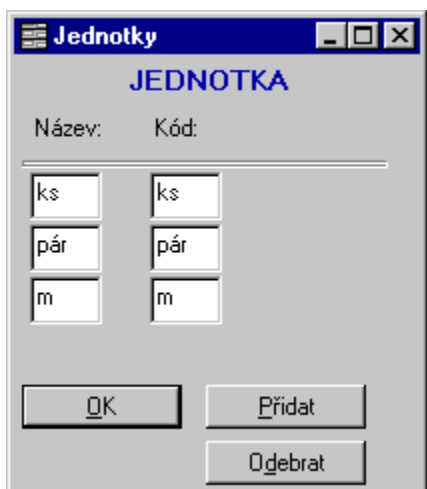 Jednotky
JEDNOTKA
Název: Kód:
ks ks
pár pár
m m
OK Přidat
Odebrat